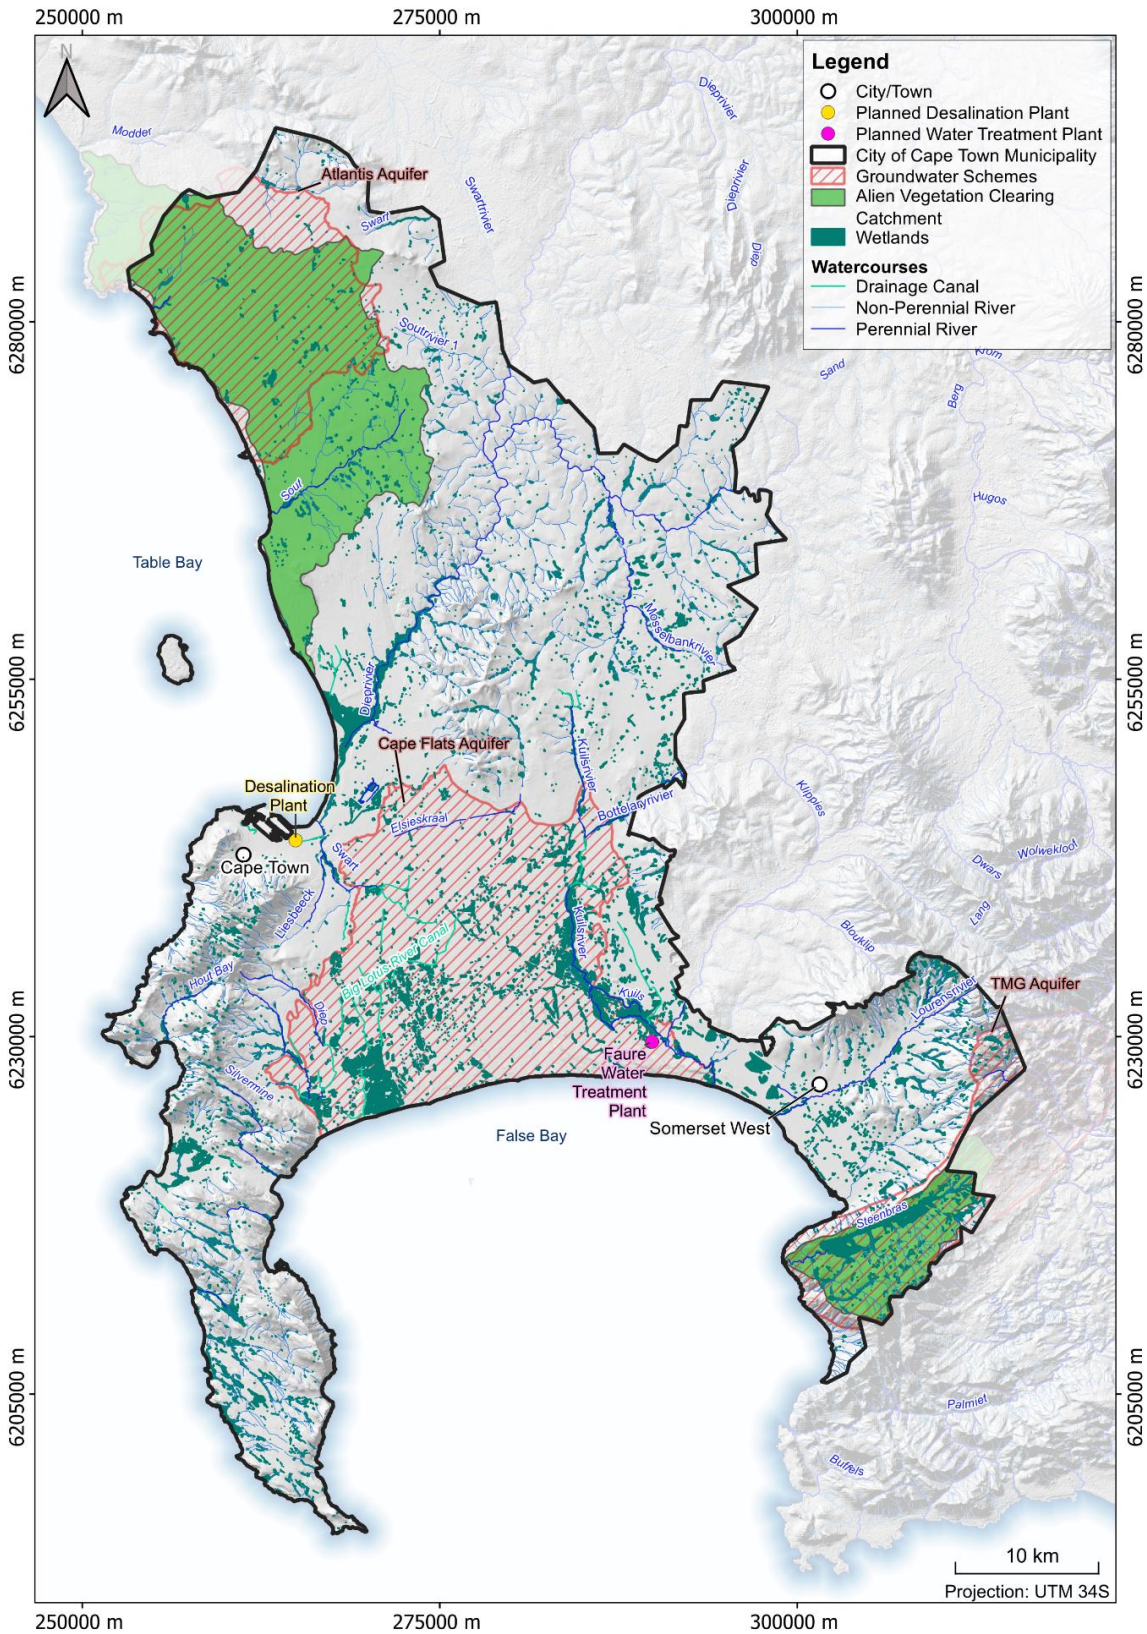 250000 m
275000 m
300000 m
N
Legend
City/Town
Planned Desalination Plant
Planned Water Treatment Plant
City of Cape Town Municipality
Groundwater Schemes
Alien Vegetation Clearing
Catchment
Wetlands
Watercourses
Drainage Canal
Non-Perennial River
Perennial River
Dieprivier
Modder
Atlantis Aquifer
Swartrivier
Dieprivier
Swart
Diep
6280000 m
6280000 m
Soutrivier 1
Krom
Sand
Berg
Sout
Hugos
Table Bay
Mosselbankrivier
6255000 m
6255000 m
Dieprivier
Cape Flats Aquifer
Kuilsrivier
Desalination
Plant
Bottelaryrivier
Klippies
Elsieskraal
Cape Town
Swart
Wolwekloof
Dwars
Liesbeeck
Kuilsriver
Lang
Blouklip
Big Lotus River Canal
Hout Bay
Diep
Kuils
Lourensrivier
TMG Aquifer
6230000 m
6230000 m
Faure
Water
Treatment
Plant
Silvermine
Somerset West
False Bay
Steenbras
6205000 m
6205000 m
Palmiet
Buffels
10 km
Projection: UTM 34S
250000 m
275000 m
300000 m